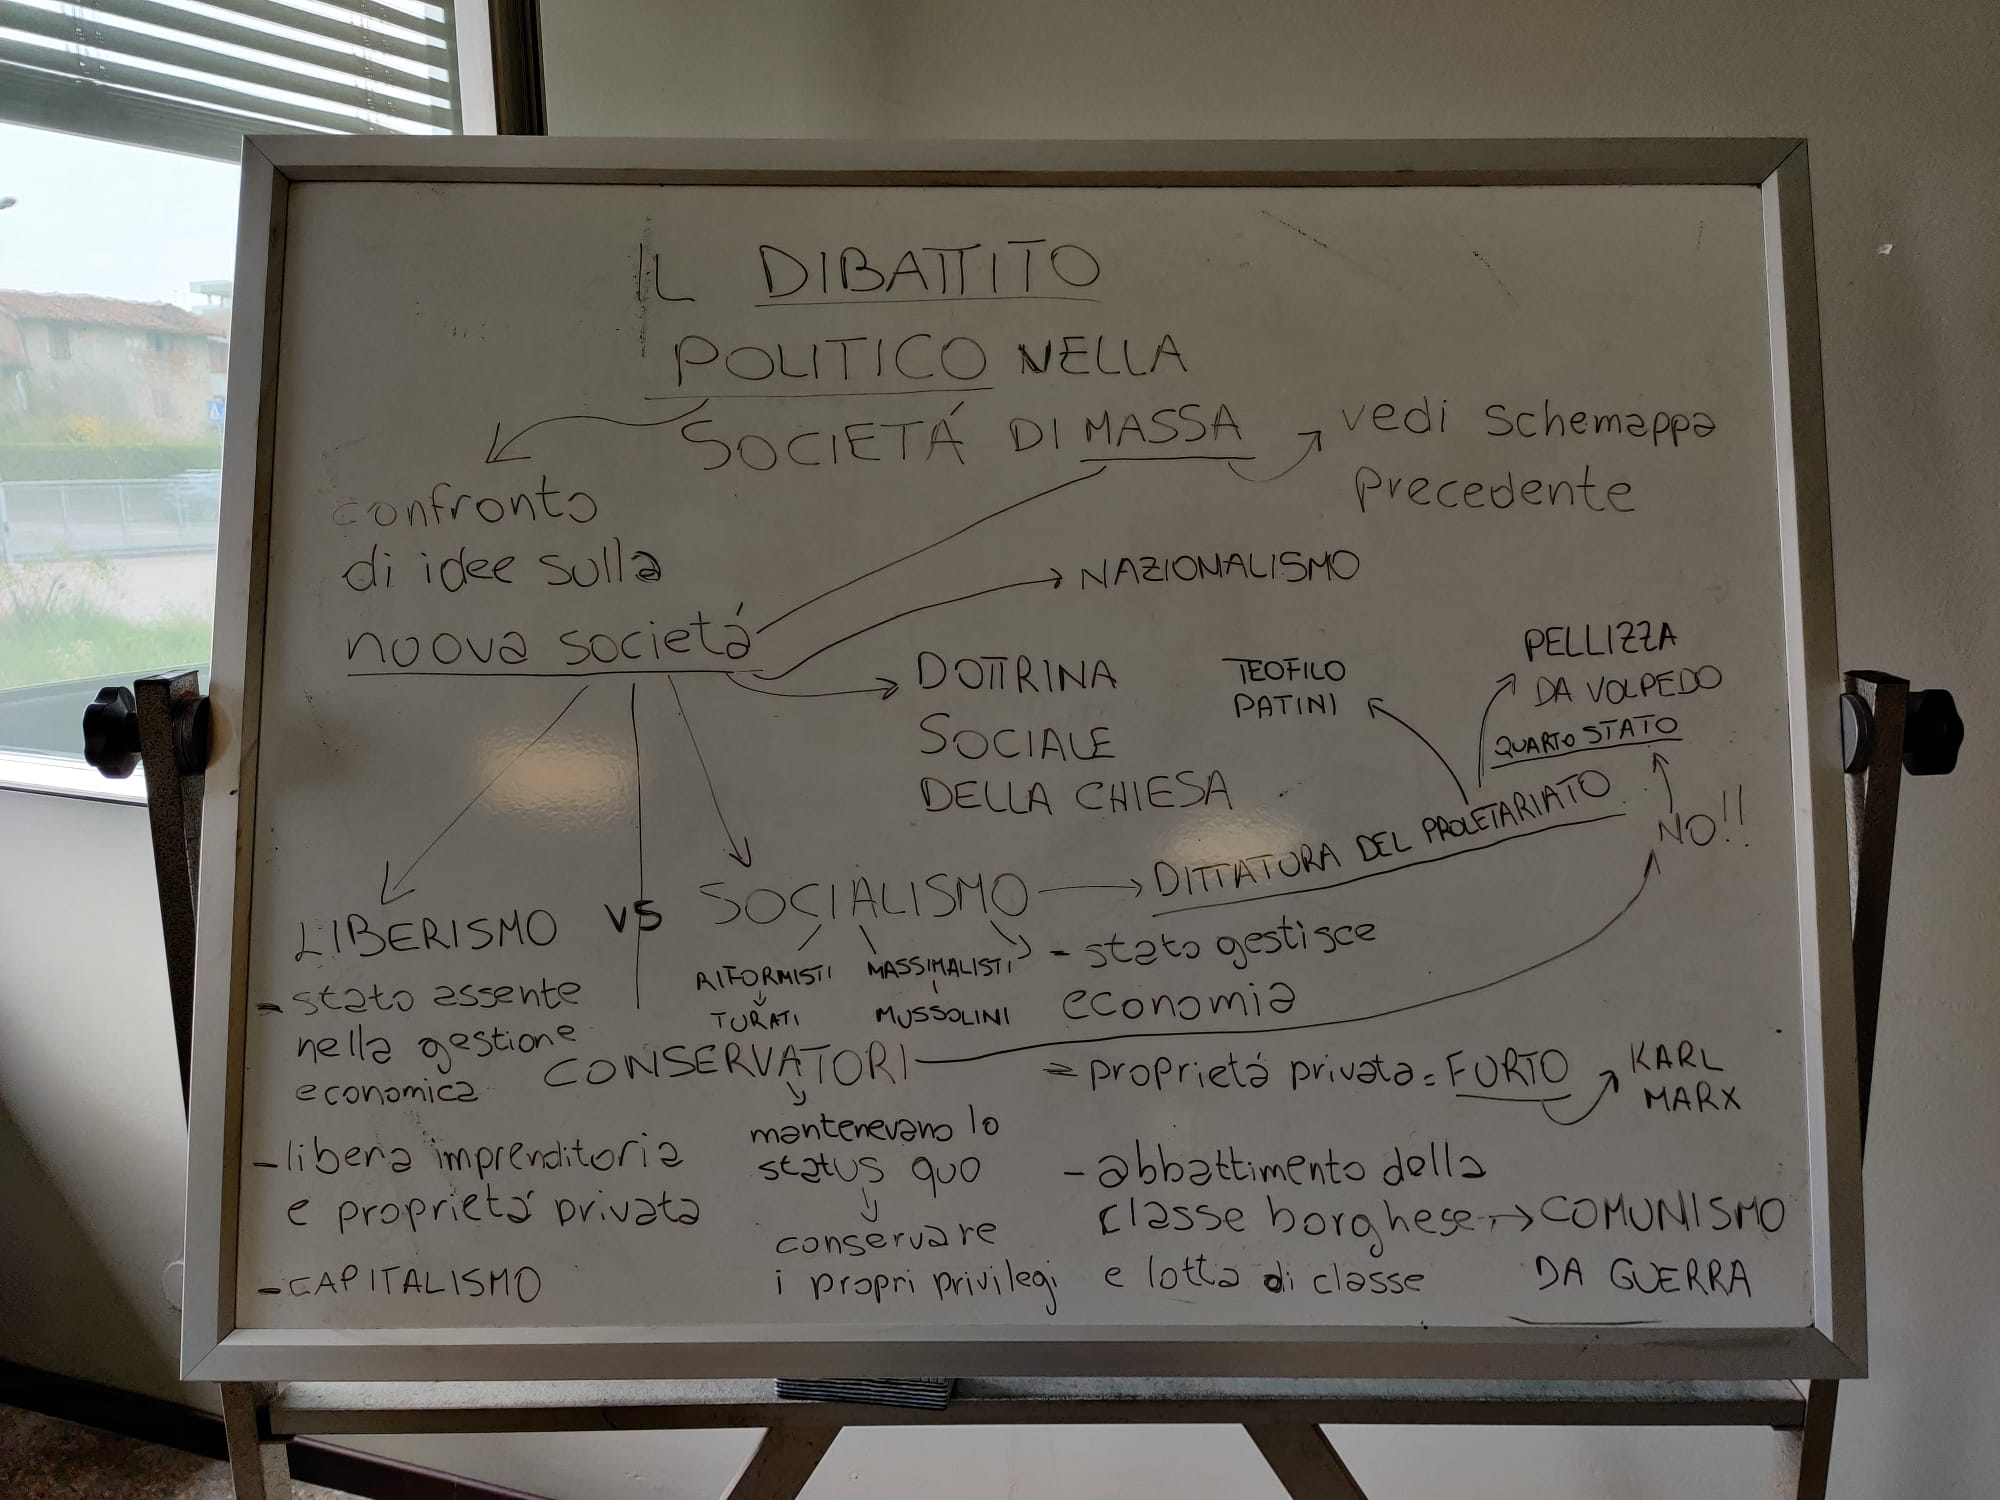 IL DIBATTITO
POLITICO NELLA
SOCIETÁ DI MASSA
vedi schemappa
precedente
confronto
di idee sulla
nuova societá
NAZIONALISMO
DOTTRINA
SOCIALE
DELLA CHIESA
TEOFILO
PATINI
PELLIZZA
DA VOLPEDO
QUARTO STATO
NO!!
LIBERISMO VS SOCIALISMO
DITTATURA DEL PROLETARIATO
- stato assente
nella gestione
economica
- libera imprenditoria
e proprietá privata
- CAPITALISMO
RIFORMISTI
TURATI
MASSIMALISTI
MUSSOLINI
CONSERVATORI
mantenevano lo
status quo
conservare
i propri privilegi
- stato gestisce
economia
- proprietá privata = FURTO
KARL
MARX
- abbattimento della
classe borghese
e lotta di classe
COMUNISMO
DA GUERRA